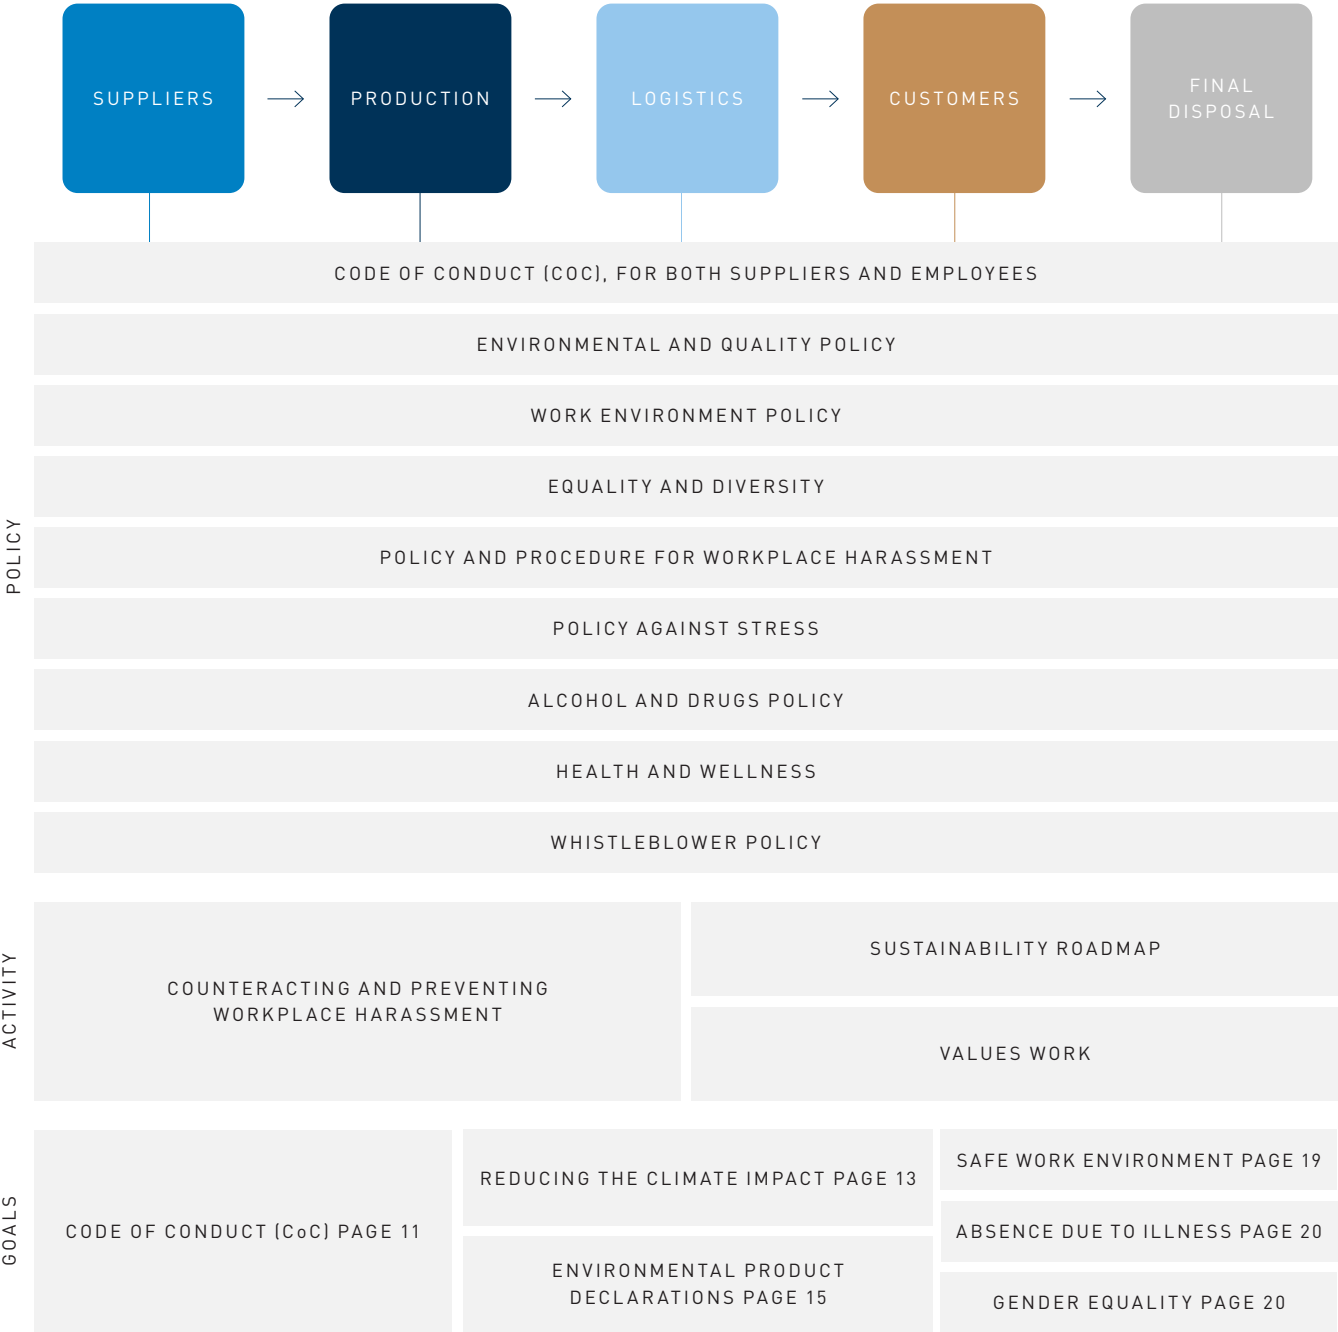 SUPPLIERS
PRODUCTION
LOGISTICS
CUSTOMERS
FINAL
DISPOSAL
POLICY
CODE OF CONDUCT (COC), FOR BOTH SUPPLIERS AND EMPLOYEES
ENVIRONMENTAL AND QUALITY POLICY
WORK ENVIRONMENT POLICY
EQUALITY AND DIVERSITY
POLICY AND PROCEDURE FOR WORKPLACE HARASSMENT
POLICY AGAINST STRESS
ALCOHOL AND DRUGS POLICY
HEALTH AND WELLNESS
WHISTLEBLOWER POLICY
ACTIVITY
COUNTERACTING AND PREVENTING
WORKPLACE HARASSMENT
SUSTAINABILITY ROADMAP
VALUES WORK
GOALS
CODE OF CONDUCT (CoC) PAGE 11
REDUCING THE CLIMATE IMPACT PAGE 13
ENVIRONMENTAL PRODUCT
DECLARATIONS PAGE 15
SAFE WORK ENVIRONMENT PAGE 19
ABSENCE DUE TO ILLNESS PAGE 20
GENDER EQUALITY PAGE 20